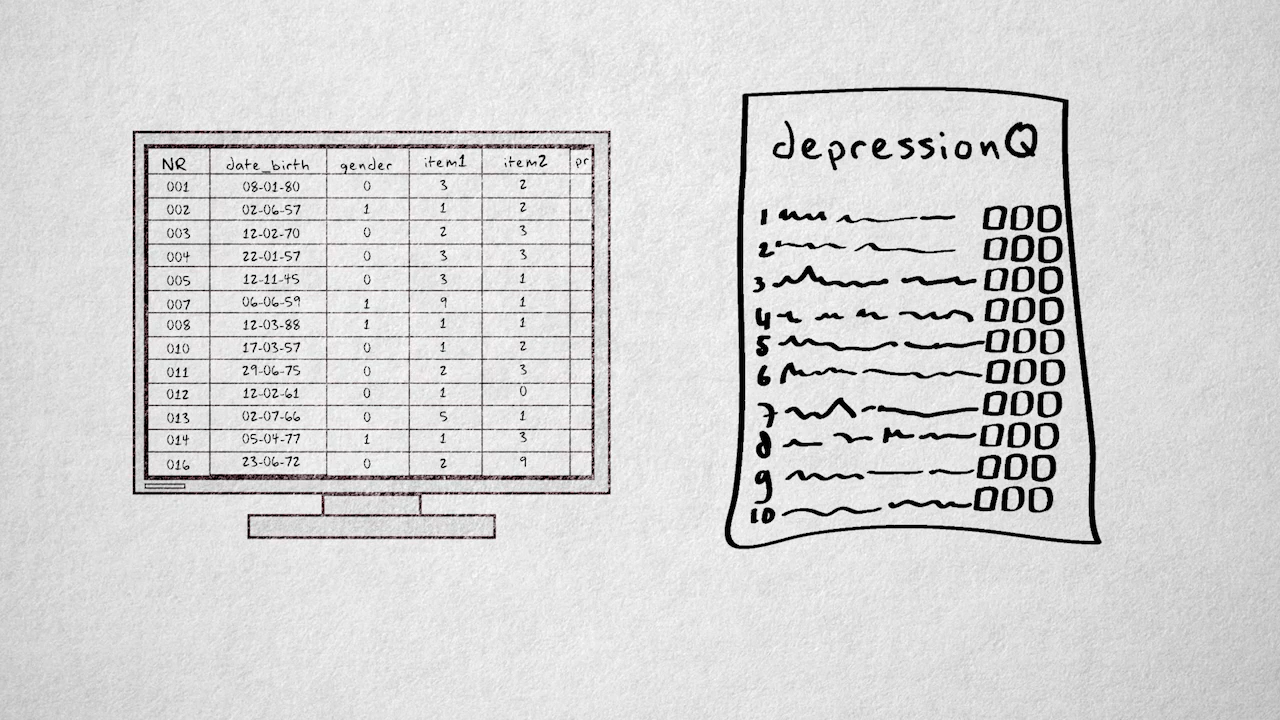 NR date_birth gender item1 item2 pr
001 08-01-80 0 3 2
002 02-06-57 1 1 2
003 12-02-70 0 2 3
004 22-01-57 0 3 3
005 12-11-45 0 3 1
007 06-06-59 1 9 1
008 12-03-88 1 1 1
010 17-03-57 0 1 2
011 29-06-75 0 2 3
012 12-02-61 0 1 0
013 02-07-66 0 5 1
014 05-04-77 1 1 3
016 23-06-72 0 2 9
depressionQ
1
2
3
4
5
6
7
8
9
10